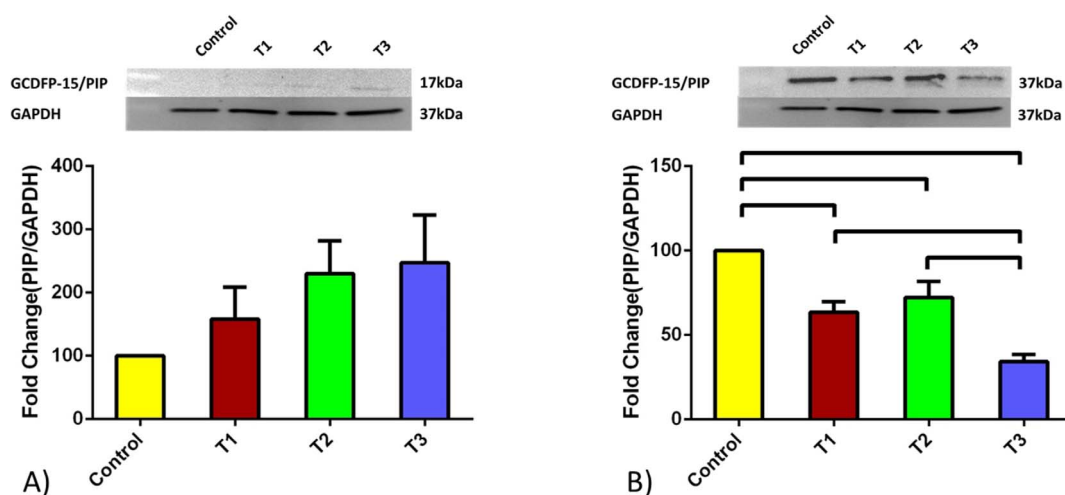 Control
T1
T2
T3
GCDFP-15/PIP
17kDa
GAPDH
37kDa
Fold Change(PIP/GAPDH)
400
300
200
100
0
Control
T1
T2
T3
A)
Control
T1
T2
T3
GCDFP-15/PIP
37kDa
GAPDH
37kDa
Fold Change(PIP/GAPDH)
150
100
50
0
Control
T1
T2
T3
B)